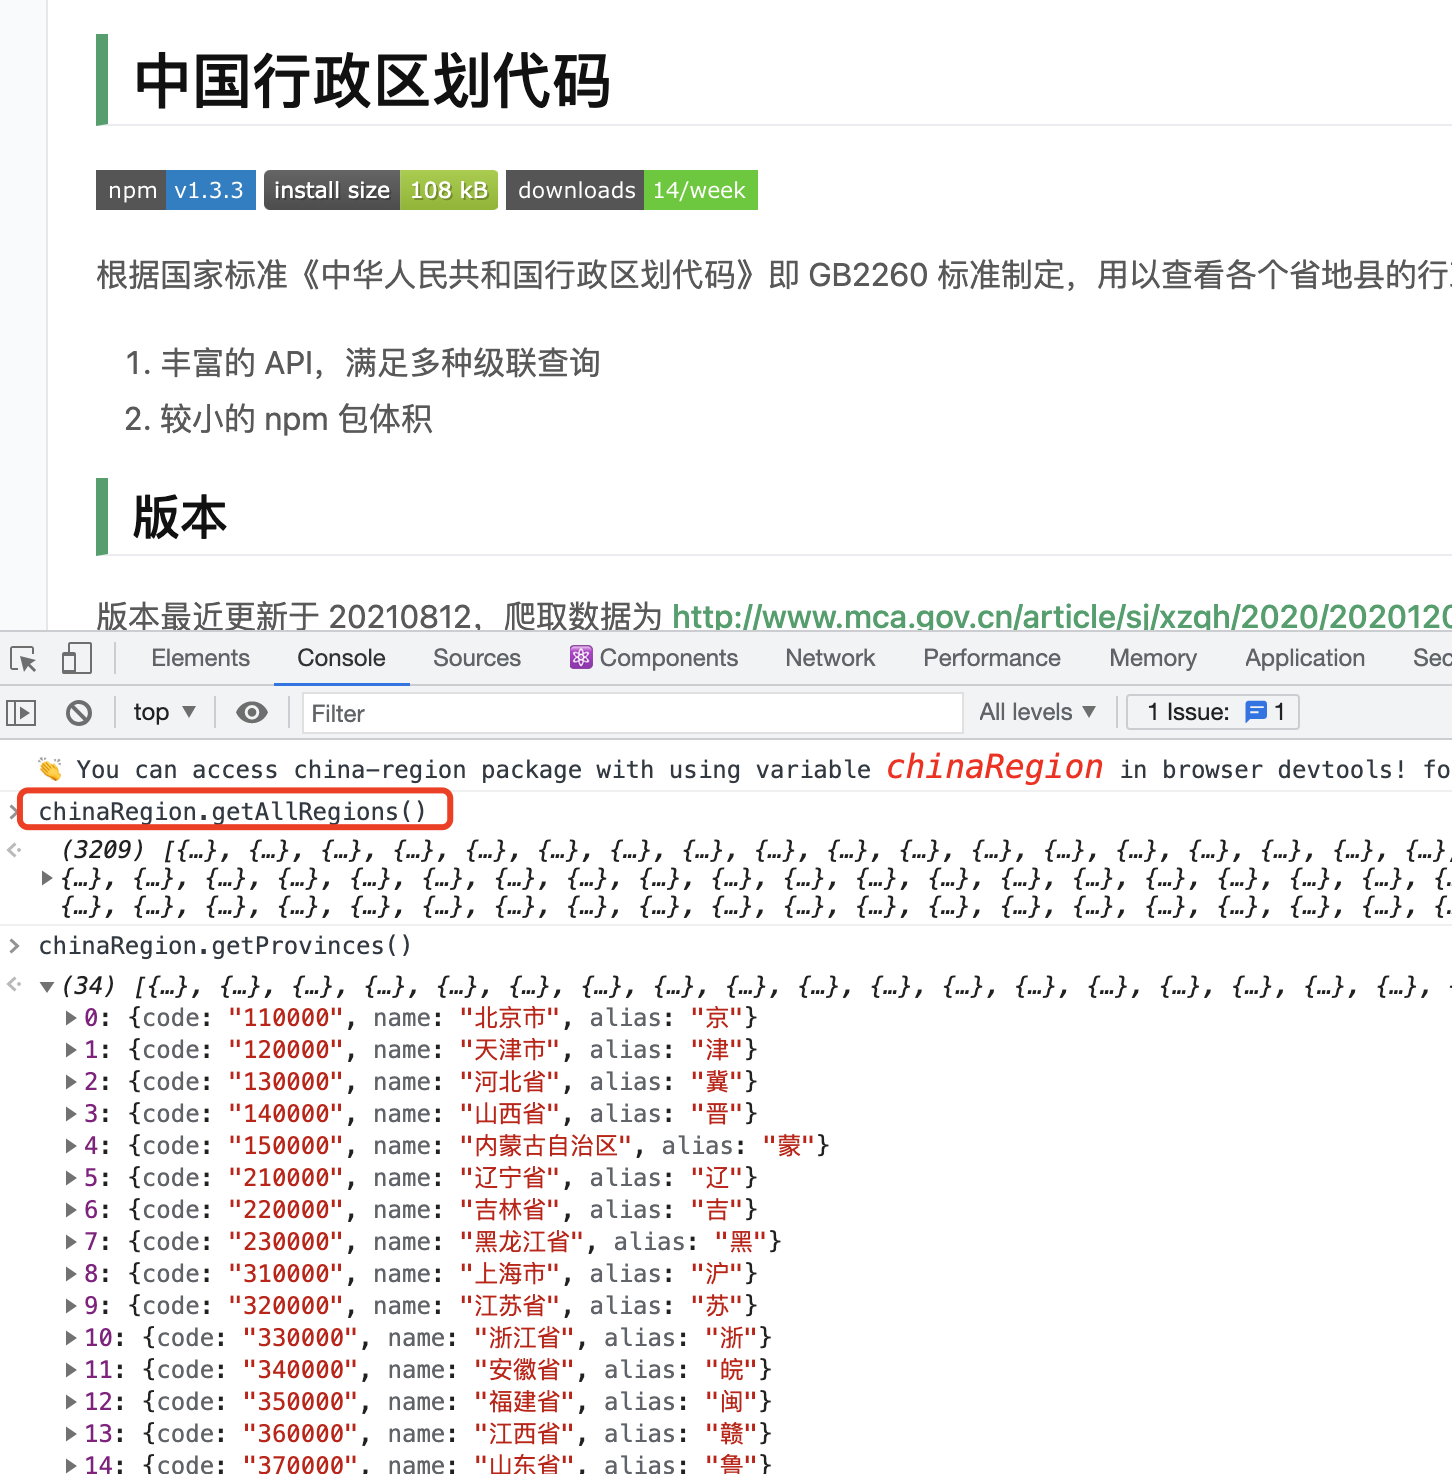 中国行政区划代码
npm v1.3.3 install size 108 kB downloads 14/week
根据国家标准《中华人民共和国行政区划代码》即 GB2260 标准制定，用以查看各个省地县的行
1. 丰富的 API，满足多种级联查询
2. 较小的 npm 包体积
版本
版本最近更新于 20210812，爬取数据为 http://www.mca.gov.cn/article/sj/xzqh/2020/2020120
Elements Console Sources Components Network Performance Memory Application Sec
top ▼ Filter All levels ▼ 1 Issue: 1
👏 You can access china-region package with using variable chinaRegion in browser devtools! fo
> chinaRegion.getAllRegions()
(3209) [{…}, {…}, {…}, {…}, {…}, {…}, {…}, {…}, {…}, {…}, {…}, {…}, {…}, {…}, {…}, {…}, {…}, {…},
{…}, {…}, {…}, {…}, {…}, {…}, {…}, {…}, {…}, {…}, {…}, {…}, {…}, {…}, {…}, {…}, {…}, {…}, {…}, {…
{…}, {…}, {…}, {…}, {…}, {…}, {…}, {…}, {…}, {…}, {…}, {…}, {…}, {…}, {…}, {…}, {…}, {…}, {…}, {…
> chinaRegion.getProvinces()
(34) [{…}, {…}, {…}, {…}, {…}, {…}, {…}, {…}, {…}, {…}, {…}, {…}, {…}, {…}, {…}, {…}, {…}, {…},
0: {code: "110000", name: "北京市", alias: "京"}
1: {code: "120000", name: "天津市", alias: "津"}
2: {code: "130000", name: "河北省", alias: "冀"}
3: {code: "140000", name: "山西省", alias: "晋"}
4: {code: "150000", name: "内蒙古自治区", alias: "蒙"}
5: {code: "210000", name: "辽宁省", alias: "辽"}
6: {code: "220000", name: "吉林省", alias: "吉"}
7: {code: "230000", name: "黑龙江省", alias: "黑"}
8: {code: "310000", name: "上海市", alias: "沪"}
9: {code: "320000", name: "江苏省", alias: "苏"}
10: {code: "330000", name: "浙江省", alias: "浙"}
11: {code: "340000", name: "安徽省", alias: "皖"}
12: {code: "350000", name: "福建省", alias: "闽"}
13: {code: "360000", name: "江西省", alias: "赣"}
14: {code: "370000", name: "山东省", alias: "鲁"}